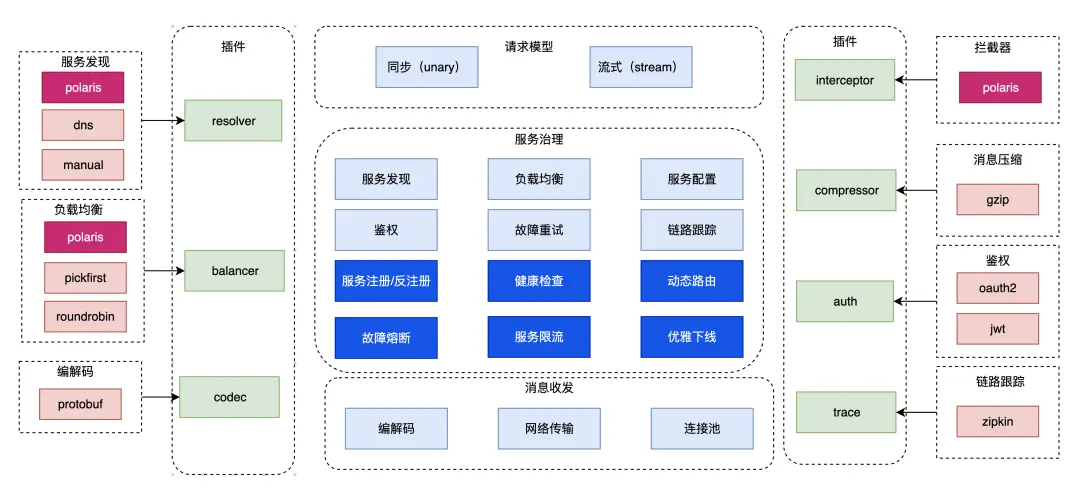 服务发现
polaris
dns
manual
负载均衡
polaris
pickfirst
roundrobin
编解码
protobuf
插件
resolver
balancer
codec
请求模型
同步（unary）
流式（stream）
服务治理
服务发现
负载均衡
服务配置
鉴权
故障重试
链路跟踪
服务注册/反注册
健康检查
动态路由
故障熔断
服务限流
优雅下线
消息收发
编解码
网络传输
连接池
插件
interceptor
compressor
auth
trace
拦截器
polaris
消息压缩
gzip
鉴权
oauth2
jwt
链路跟踪
zipkin